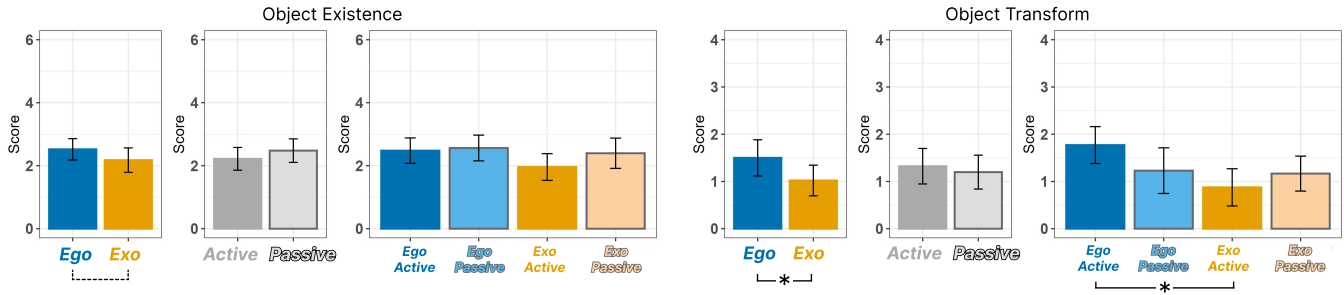 Object Existence
Object Transform
6
4
2
0
Score
Ego Exo
6
4
2
0
Score
Active Passive
6
4
2
0
Score
Ego Active
Ego Passive
Exo Active
Exo Passive
4
3
2
1
0
Score
Ego Exo
*
4
3
2
1
0
Score
Active Passive
4
3
2
1
0
Score
Ego Active
Ego Passive
Exo Active
Exo Passive
*